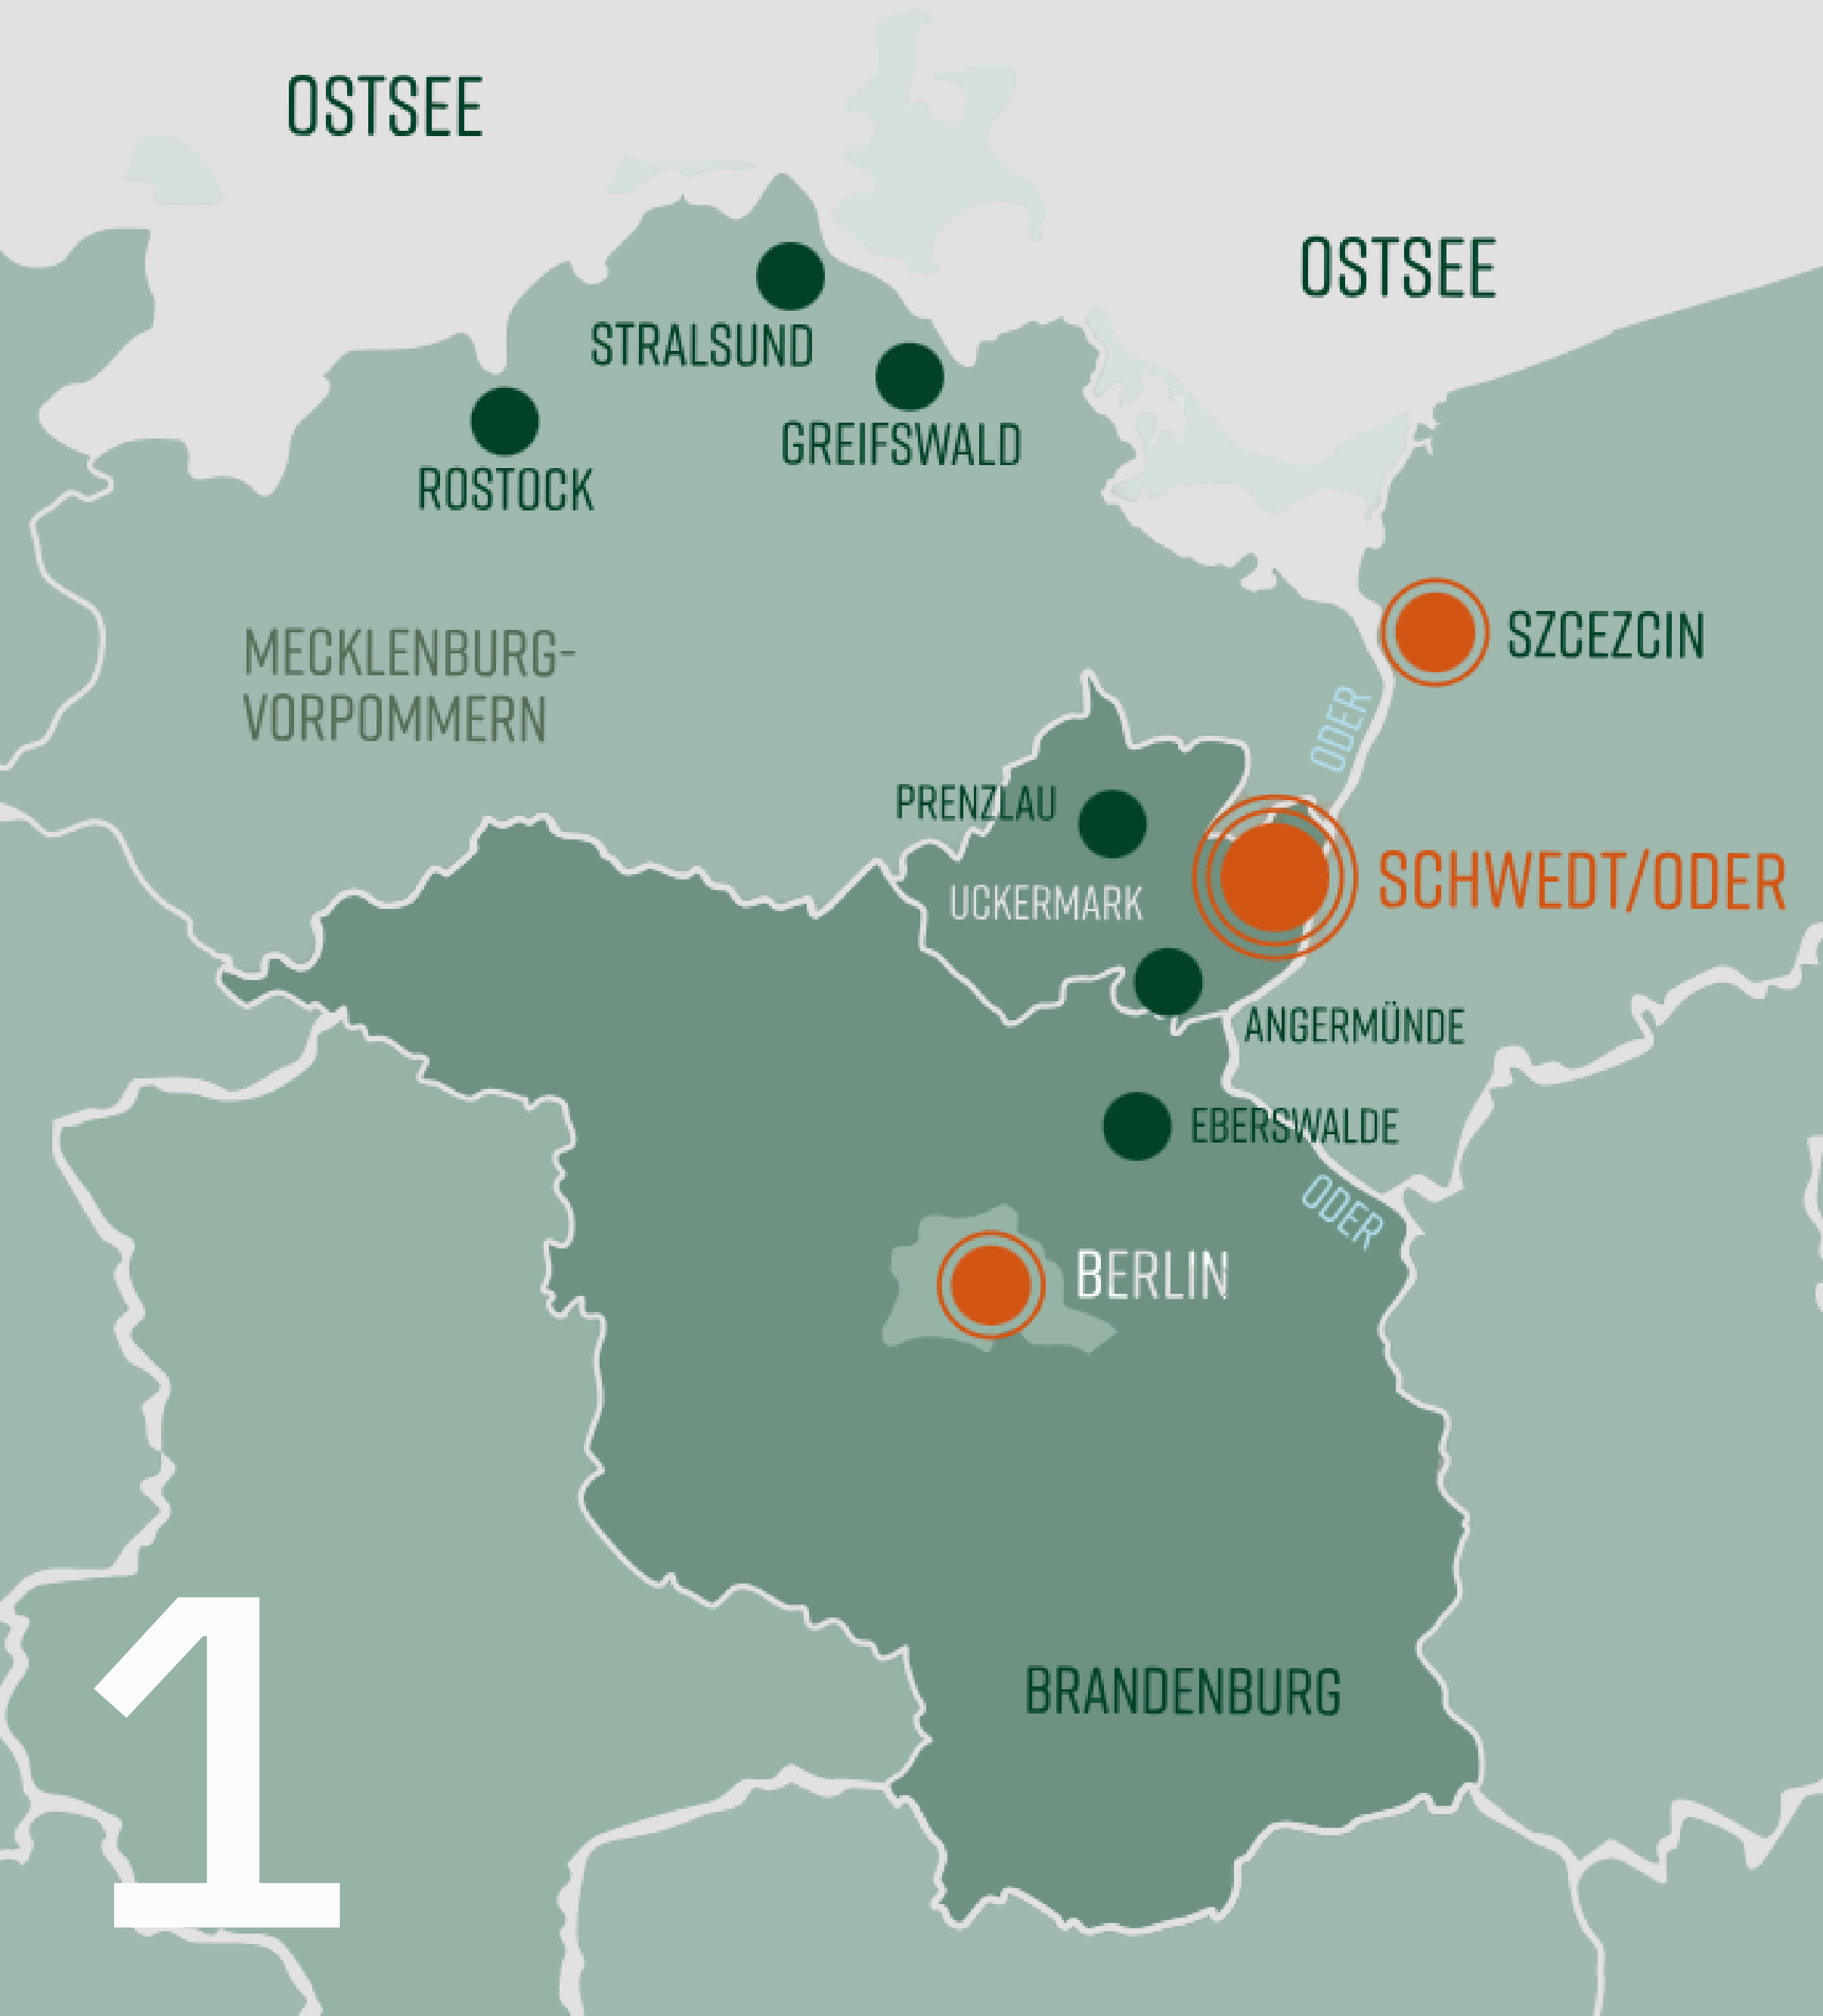 OSTSEE
OSTSEE
STRALSUND
GREIFSWALD
ROSTOCK
SZCEZCIN
MECKLENBURG-
VORPOMMERN
ODER
PRENZLAU
SCHWEDT/ODER
UCKERMARK
ANGERMÜNDE
EBERSWALDE
ODER
BERLIN
BRANDENBURG
1